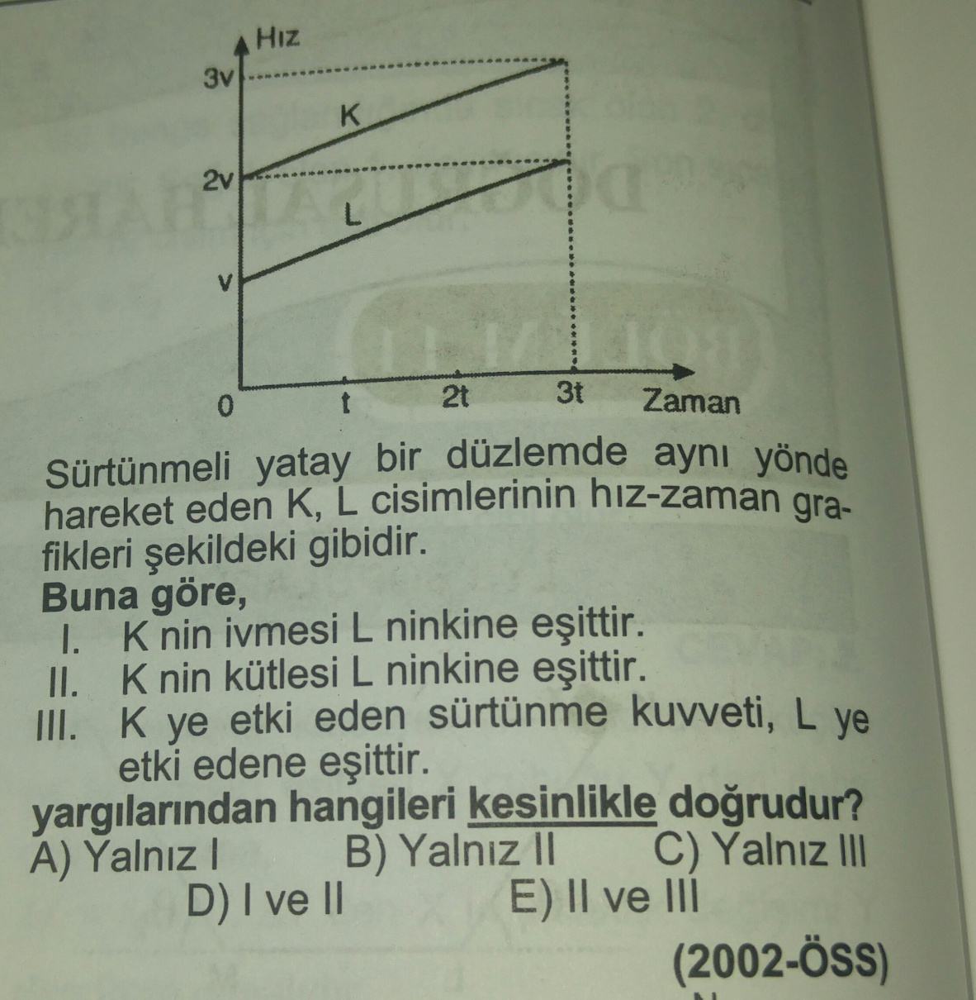 Hız
3v
K
2v
L
v
0
t
2t
3t
Zaman
Sürtünmeli yatay bir düzlemde aynı yönde
hareket eden K, L cisimlerinin hız-zaman gra-
fikleri şekildeki gibidir.
Buna göre,
I. K nin ivmesi L ninkine eşittir.
II. K nin kütlesi L ninkine eşittir.
III. K ye etki eden sürtünme kuvveti, L ye
etki edene eşittir.
yargılarından hangileri kesinlikle doğrudur?
A) Yalnız I B) Yalnız II C) Yalnız III
D) I ve II E) II ve III
(2002-ÖSS)